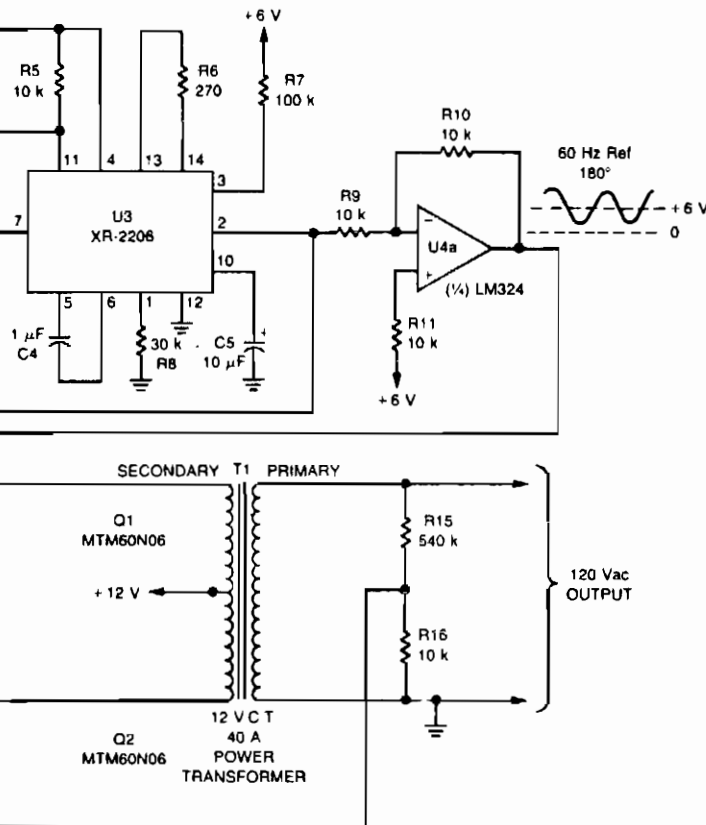 +6 V
R5
10 k
R6
270
R7
100 k
R10
10 k
60 Hz Ref
180°
11
4
13
14
3
U3
XR-2206
7
2
10
R9
10 k
−
U4a
+
(¼) LM324
+6 V
0
5
6
1
12
1 µF
C4
30 k
R8
C5
10 µF
+
R11
10 k
+6 V
SECONDARY T1 PRIMARY
Q1
MTM60N06
R15
540 k
+12 V
120 Vac
OUTPUT
R16
10 k
12 V C T
40 A
POWER
TRANSFORMER
Q2
MTM60N06